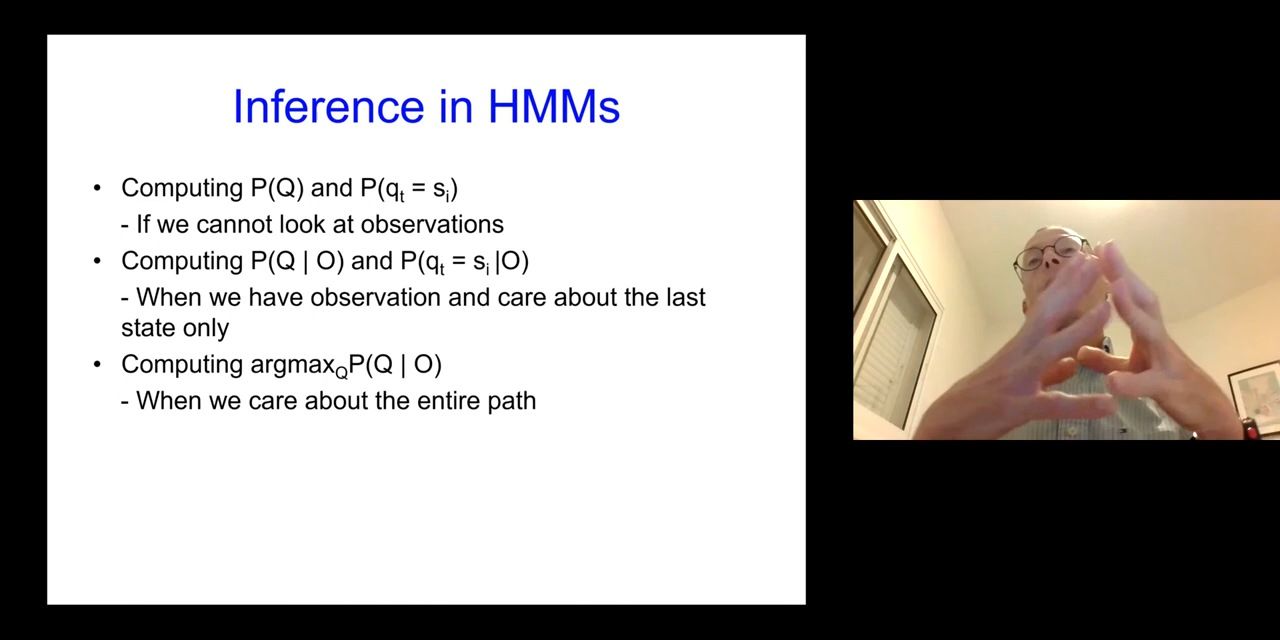 Inference in HMMs
• Computing P(Q) and P(qₜ = sᵢ)
- If we cannot look at observations
• Computing P(Q | O) and P(qₜ = sᵢ |O)
- When we have observation and care about the last
state only
• Computing argmax_QP(Q | O)
- When we care about the entire path